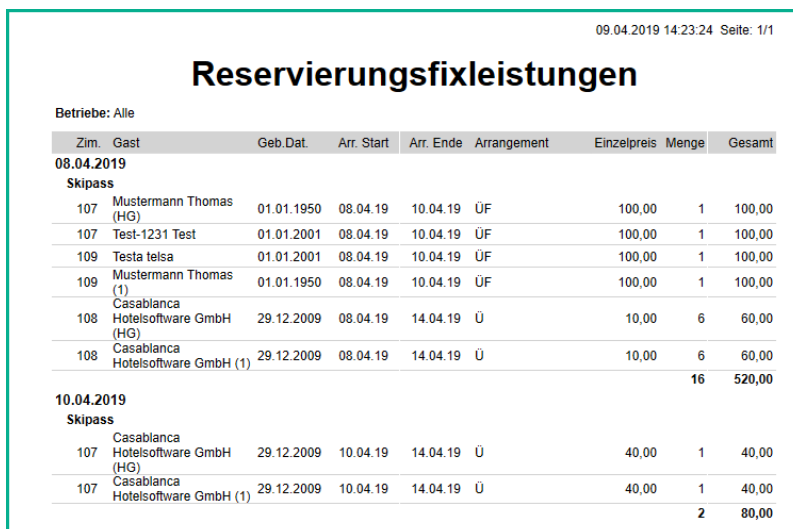 09.04.2019 14:23:24 Seite: 1/1
Reservierungsfixleistungen
Betriebe: Alle
Zim. Gast Geb.Dat. Arr. Start Arr. Ende Arrangement Einzelpreis Menge Gesamt
08.04.2019
Skipass
107 Mustermann Thomas (HG) 01.01.1950 08.04.19 10.04.19 ÜF 100,00 1 100,00
107 Test-1231 Test 01.01.2001 08.04.19 10.04.19 ÜF 100,00 1 100,00
109 Testa telsa 01.01.2001 08.04.19 10.04.19 ÜF 100,00 1 100,00
109 Mustermann Thomas (1) 01.01.1950 08.04.19 10.04.19 ÜF 100,00 1 100,00
108 Casablanca Hotelsoftware GmbH (HG) 29.12.2009 08.04.19 14.04.19 Ü 10,00 6 60,00
108 Casablanca Hotelsoftware GmbH (1) 29.12.2009 08.04.19 14.04.19 Ü 10,00 6 60,00
16 520,00
10.04.2019
Skipass
107 Casablanca Hotelsoftware GmbH (HG) 29.12.2009 10.04.19 14.04.19 Ü 40,00 1 40,00
107 Casablanca Hotelsoftware GmbH (1) 29.12.2009 10.04.19 14.04.19 Ü 40,00 1 40,00
2 80,00